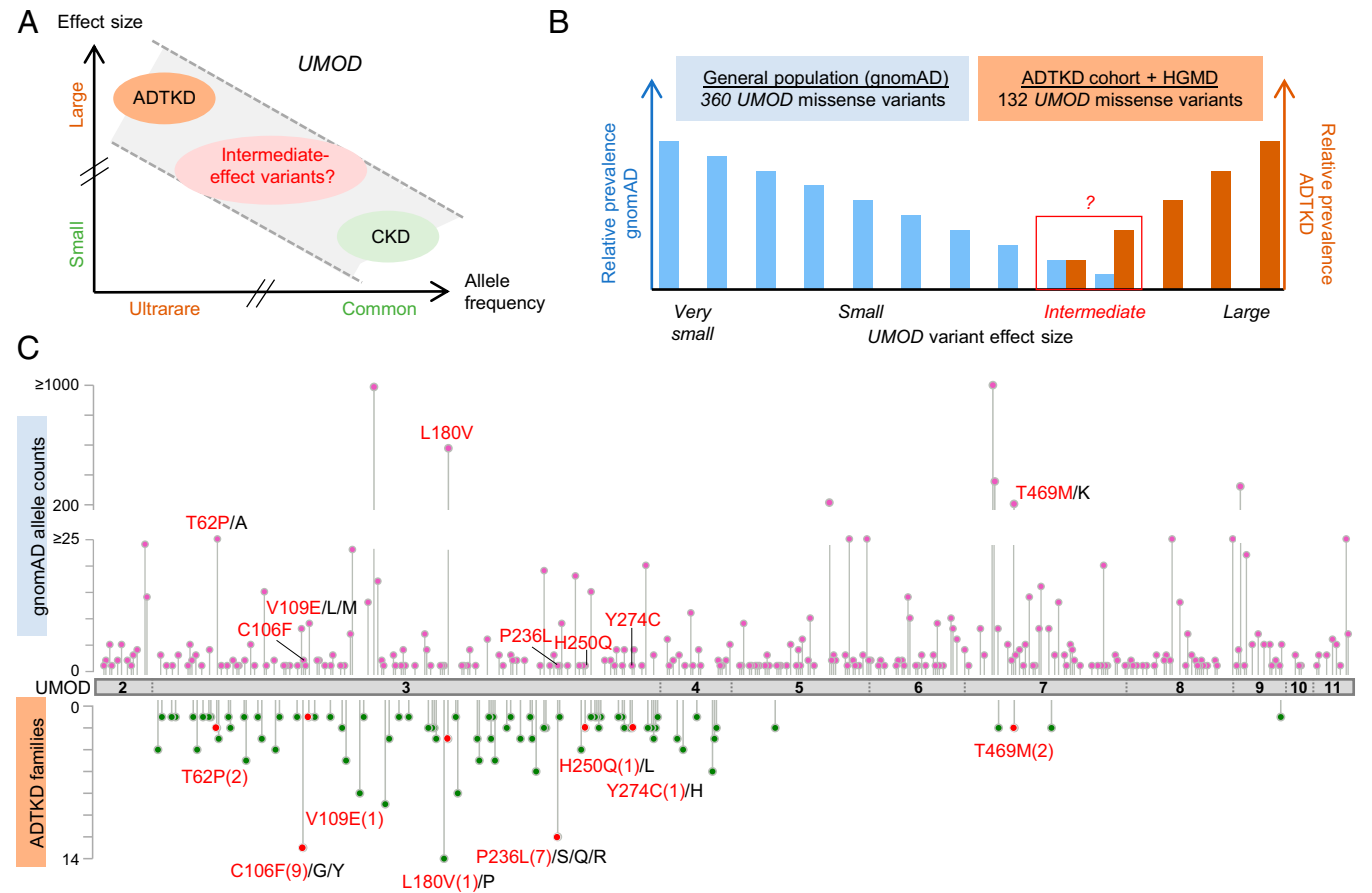 A
Effect size
UMOD
Large
ADTKD
Intermediate-
effect variants?
CKD
Small
Allele
frequency
Ultrarare
Common
B
General population (gnomAD)
360 UMOD missense variants
ADTKD cohort + HGMD
132 UMOD missense variants
Relative prevalence
gnomAD
Relative prevalence
ADTKD
?
Very
small
Small
Intermediate
Large
UMOD variant effect size
C
≥1000
L180V
200
T469M/K
T62P/A
≥25
gnomAD allele counts
V109E/L/M
C106F
P236L
H250Q
Y274C
0
UMOD
2
3
4
5
6
7
8
9
10
11
0
ADTKD families
T62P(2)
T469M(2)
H250Q(1)/L
Y274C(1)/H
V109E(1)
14
C106F(9)/G/Y
P236L(7)/S/Q/R
L180V(1)/P